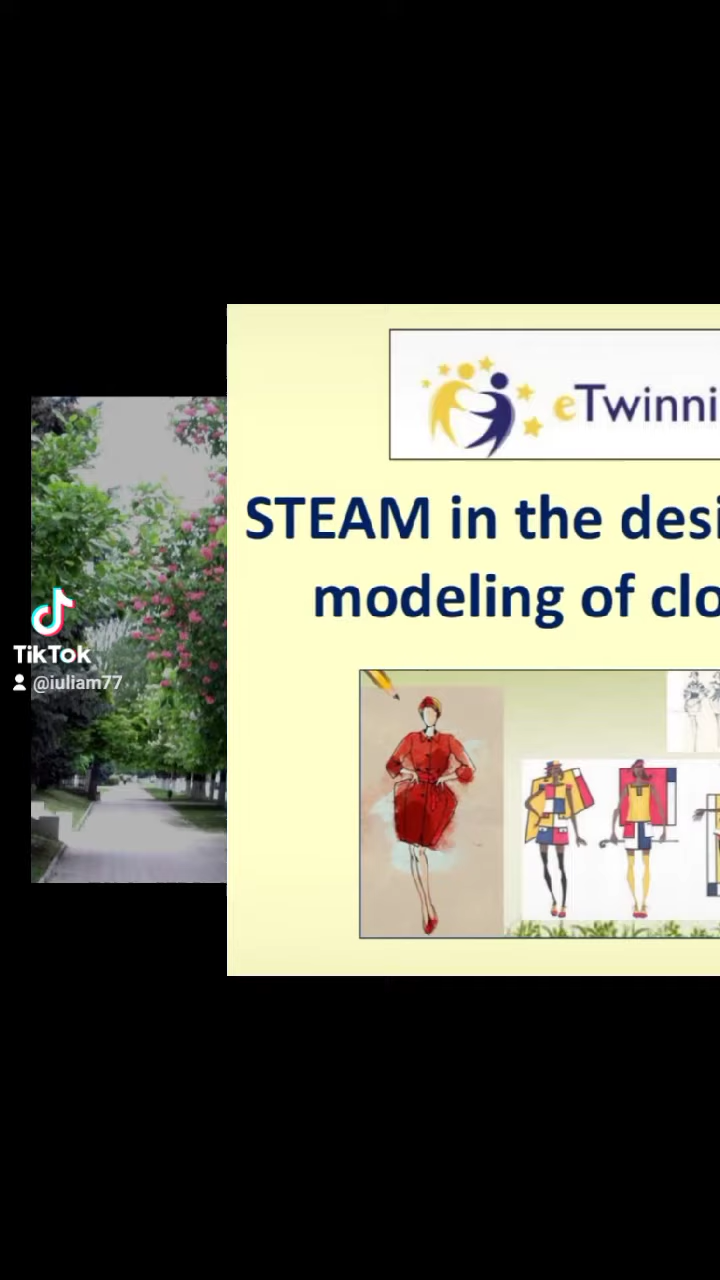 eTwinni
STEAM in the desi
modeling of clo
TikTok
@iuliam77